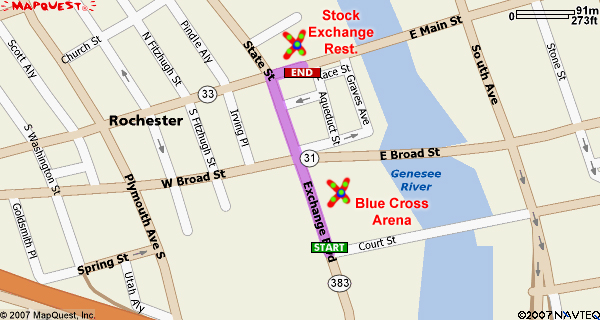 MAPQUEST
Stock
Exchange
Rest.
91m
273ft
E Main St
State St
Church St
Pindle Aly
N Fitzhugh St
Scott Aly
END
Race St
Graves Ave
Aqueduct St
South Ave
Stone St
33
Rochester
S Fitzhugh St
Irving Pl
31
E Broad St
Genesee
River
W Broad St
S Washington St
Plymouth Ave S
Exchange Blvd
Blue Cross
Arena
Goldsmith Pl
START
Court St
Spring St
Utah Aly
383
© 2007 MapQuest, Inc.
©2007 NAVTEQ